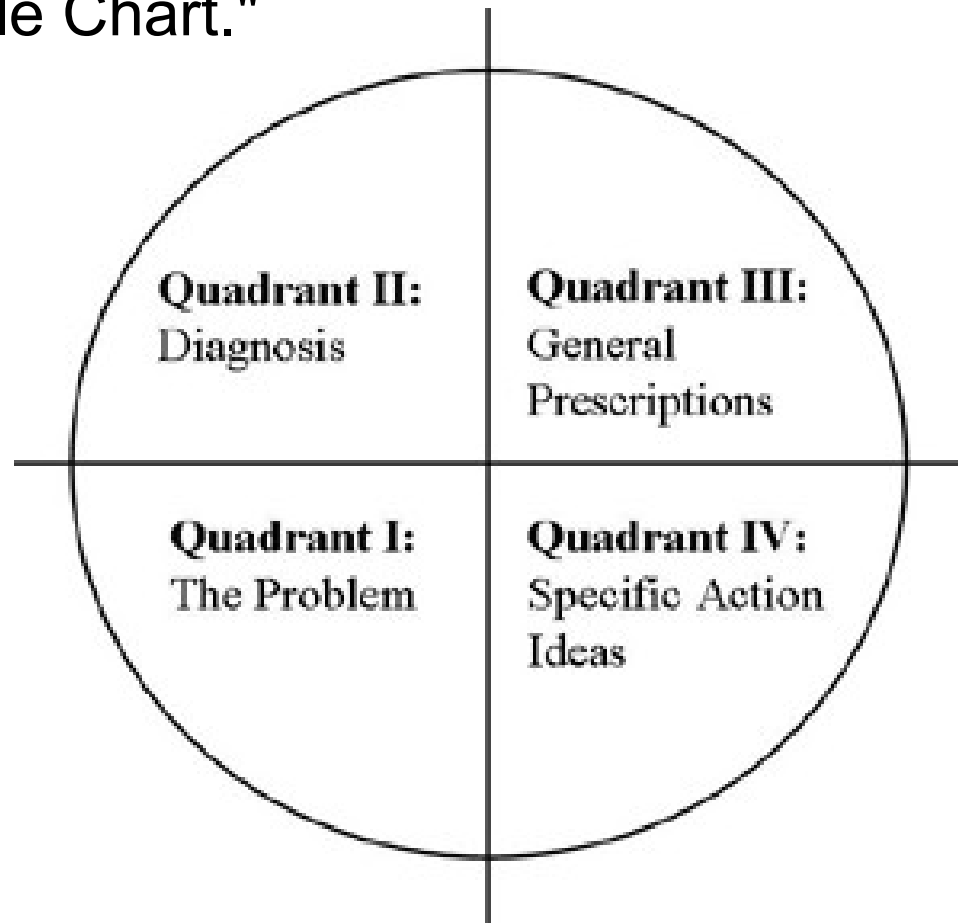 le Chart."
Quadrant II:
Diagnosis
Quadrant III:
General
Prescriptions
Quadrant I:
The Problem
Quadrant IV:
Specific Action
Ideas